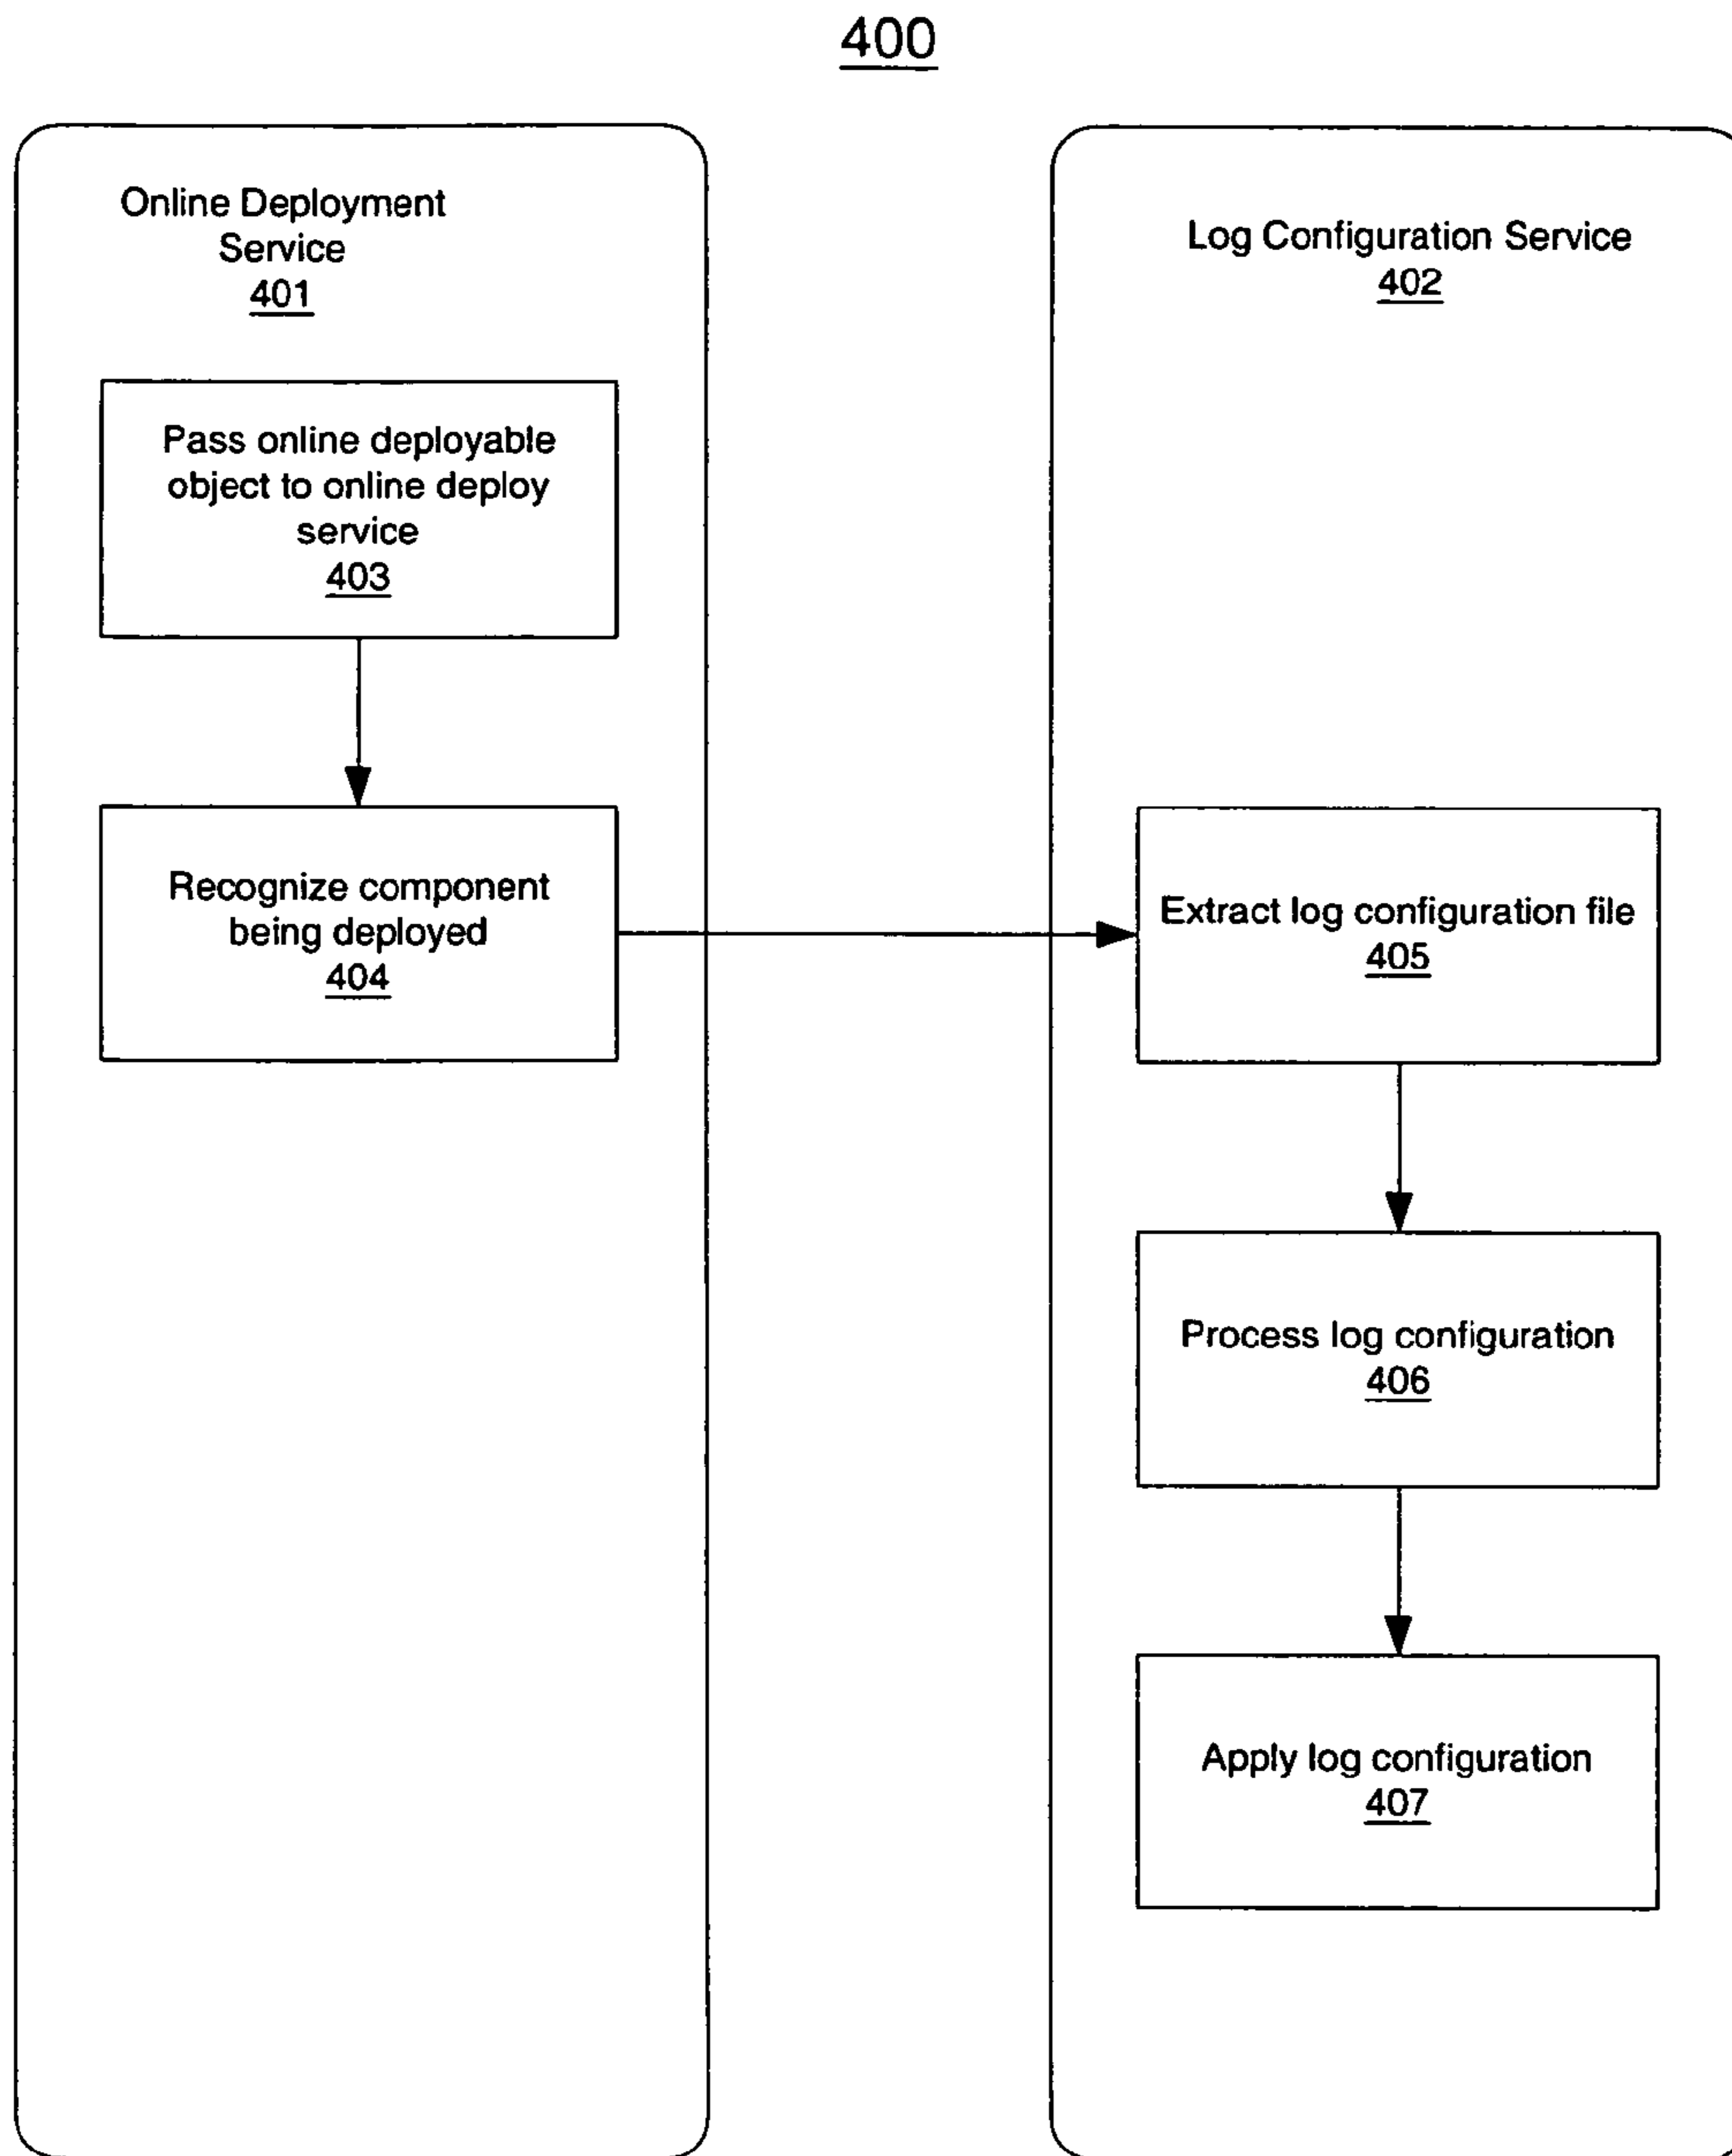 400
Online Deployment
Service
401
Pass online deployable
object to online deploy
service
403
Recognize component
being deployed
404
Log Configuration Service
402
Extract log configuration file
405
Process log configuration
406
Apply log configuration
407